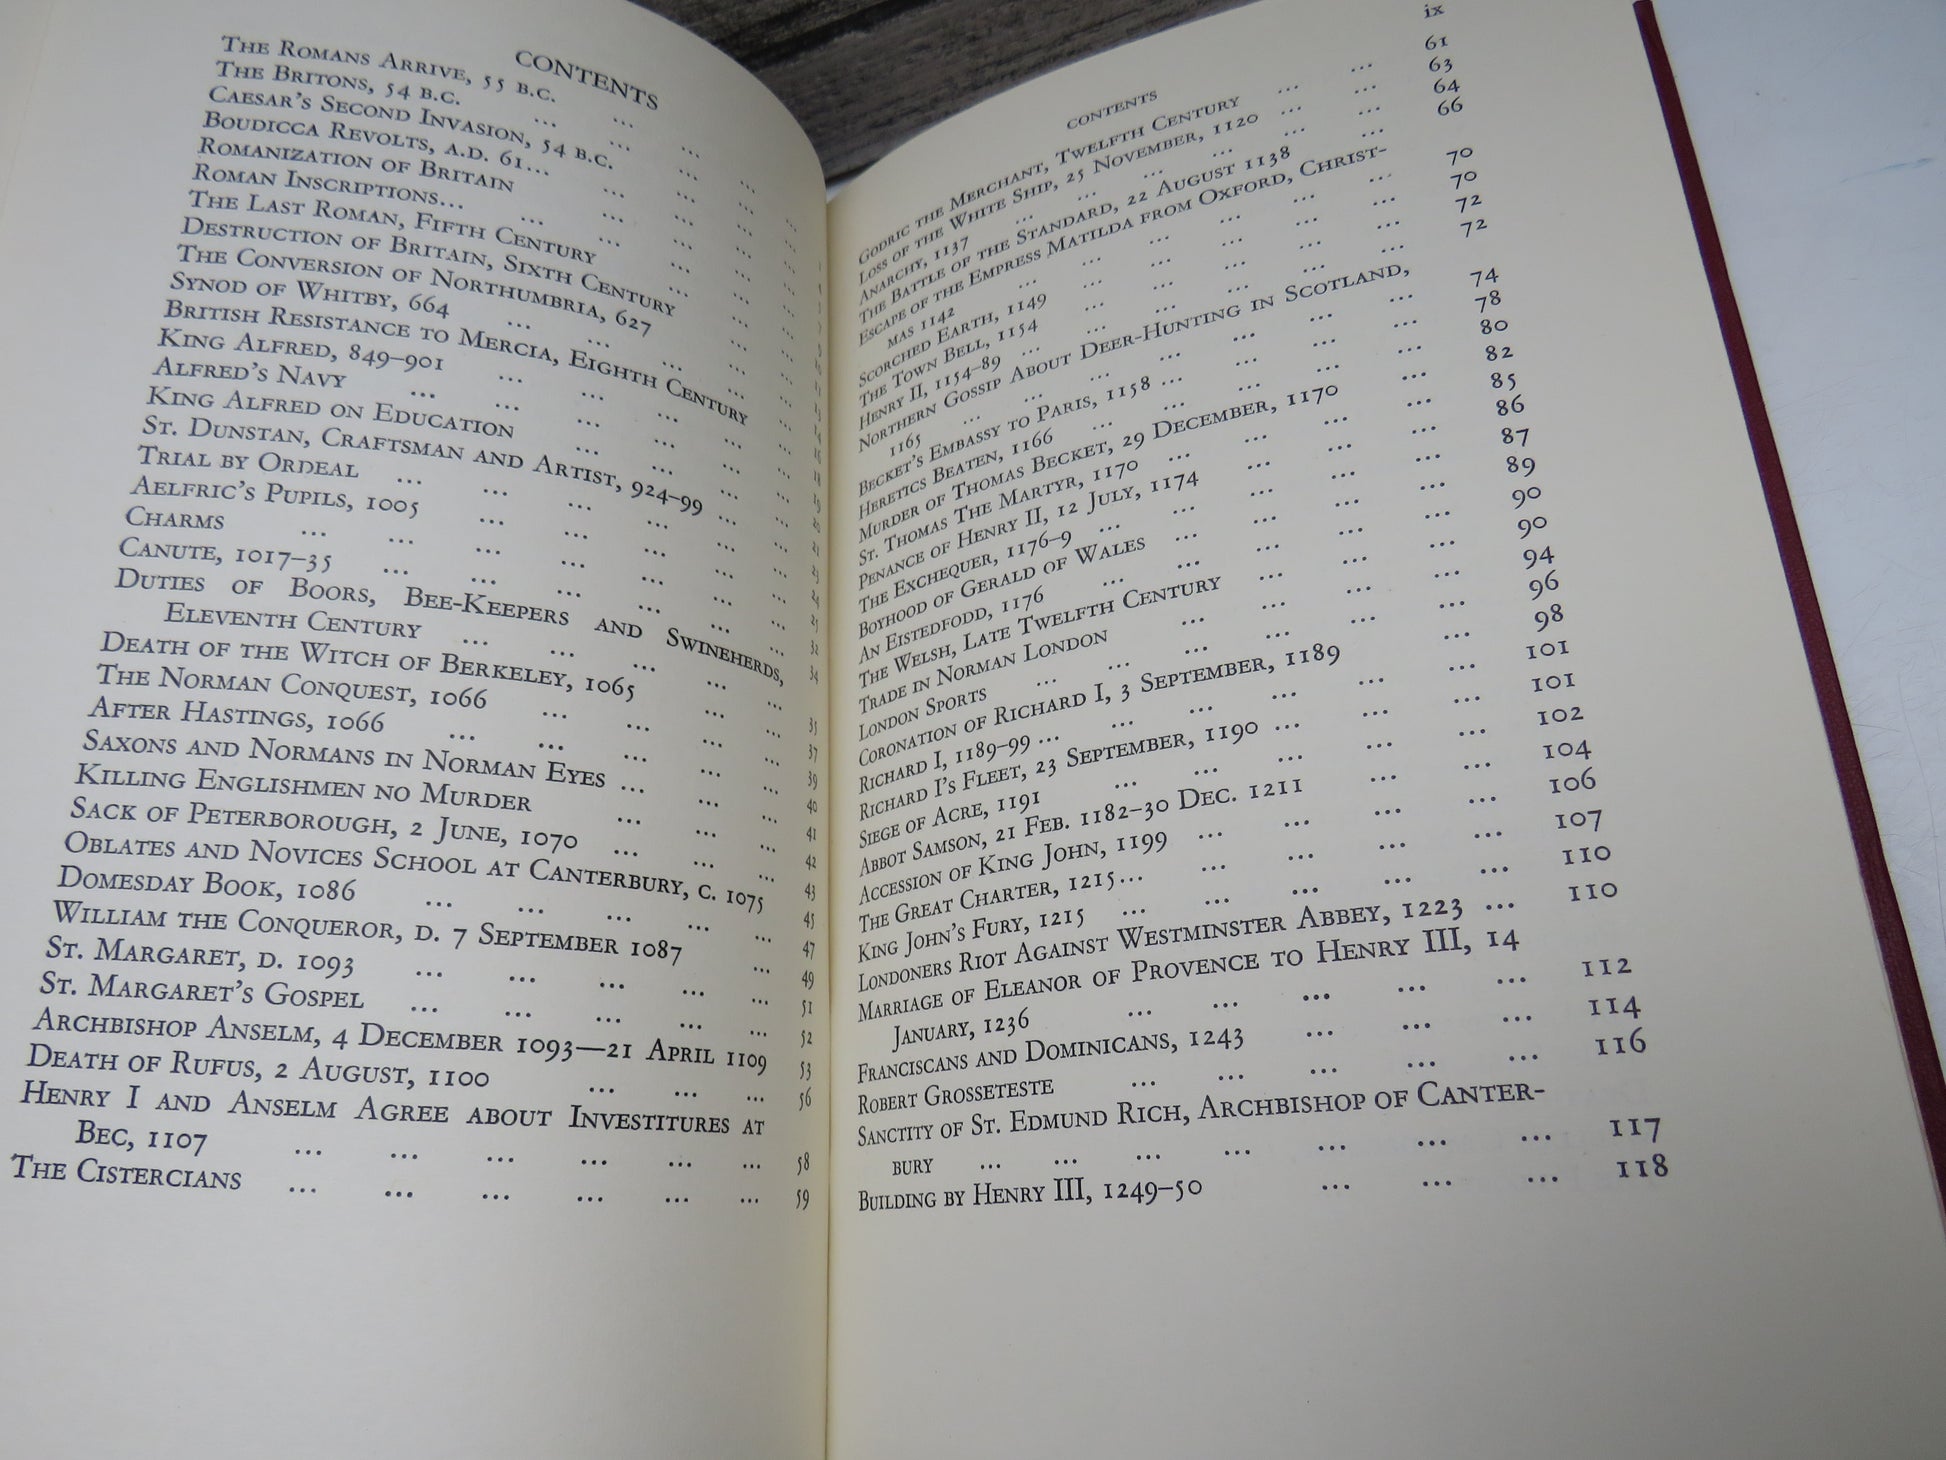 CONTENTS
THE ROMANS ARRIVE, 55 B.C. ... ...
THE BRITONS, 54 B.C. ... ...
CAESAR'S SECOND INVASION, 54 B.C. ...
BOUDICCA REVOLTS, A.D. 61...
ROMANIZATION OF BRITAIN
ROMAN INSCRIPTIONS...
THE LAST ROMAN, FIFTH CENTURY
DESTRUCTION OF BRITAIN, SIXTH CENTURY
THE CONVERSION OF NORTHUMBRIA, 627
SYNOD OF WHITBY, 664
BRITISH RESISTANCE TO MERCIA, EIGHTH CENTURY
KING ALFRED, 849–901
ALFRED'S NAVY
KING ALFRED ON EDUCATION
ST. DUNSTAN, CRAFTSMAN AND ARTIST, 924–99
TRIAL BY ORDEAL
AELFRIC'S PUPILS, 1005
CHARMS
CANUTE, 1017–35
DUTIES OF BOORS, BEE-KEEPERS AND SWINEHERDS,
ELEVENTH CENTURY ... ... ... ... 34
DEATH OF THE WITCH OF BERKELEY, 1065 ... ... 35
THE NORMAN CONQUEST, 1066 ... ... ... 37
AFTER HASTINGS, 1066 ... ... ... ... 39
SAXONS AND NORMANS IN NORMAN EYES ... ... ... 40
KILLING ENGLISHMEN NO MURDER ... ... ... 41
SACK OF PETERBOROUGH, 2 JUNE, 1070 ... ... ... 42
OBLATES AND NOVICES SCHOOL AT CANTERBURY, C. 1075 43
DOMESDAY BOOK, 1086 ... ... ... ... ... 45
WILLIAM THE CONQUEROR, D. 7 SEPTEMBER 1087 ... 47
ST. MARGARET, D. 1093 ... ... ... ... ... 49
ST. MARGARET'S GOSPEL ... ... ... ... ... 51
ARCHBISHOP ANSELM, 4 DECEMBER 1093—21 APRIL 1109 52
DEATH OF RUFUS, 2 AUGUST, 1100 ... ... ... 53
HENRY I AND ANSELM AGREE ABOUT INVESTITURES AT 56
BEC, 1107 ... ... ... ... ... ... 58
THE CISTERCIANS ... ... ... ... ... ... 59
CONTENTS ix
GODRIC THE MERCHANT, TWELFTH CENTURY ... ... 61
LOSS OF THE WHITE SHIP, 25 NOVEMBER, 1120 ... ... 63
ANARCHY, 1137 ... ... ... ... ... 64
THE BATTLE OF THE STANDARD, 22 AUGUST 1138 ... 66
ESCAPE OF THE EMPRESS MATILDA FROM OXFORD, CHRIST-
MAS 1142 ... ... ... ... ... 70
SCORCHED EARTH, 1149 ... ... ... ... 70
THE TOWN BELL, 1154 ... ... ... ... 72
HENRY II, 1154–89 ... ... ... ... ... 72
NORTHERN GOSSIP ABOUT DEER-HUNTING IN SCOTLAND,
1165 ... ... ... ... ... ... 74
BECKET'S EMBASSY TO PARIS, 1158 ... ... ... ... 78
HERETICS BEATEN, 1166 ... ... ... ... ... 80
MURDER OF THOMAS BECKET, 29 DECEMBER, 1170 ... 82
ST. THOMAS THE MARTYR, 1170 ... ... ... ... 85
PENANCE OF HENRY II, 12 JULY, 1174 ... ... ... 86
THE EXCHEQUER, 1176–9 ... ... ... ... ... 87
BOYHOOD OF GERALD OF WALES ... ... ... ... 89
AN EISTEDFODD, 1176 ... ... ... ... ... 90
THE WELSH, LATE TWELFTH CENTURY ... ... ... 90
TRADE IN NORMAN LONDON ... ... ... ... 94
LONDON SPORTS ... ... ... ... ... ... 96
CORONATION OF RICHARD I, 3 SEPTEMBER, 1189 ... 98
RICHARD I, 1189–99 ... ... ... ... ... ... 101
RICHARD I'S FLEET, 23 SEPTEMBER, 1190 ... ... ... 101
SIEGE OF ACRE, 1191 ... ... ... ... ... 102
ABBOT SAMSON, 21 FEB. 1182–30 DEC. 1211 ... ... 104
ACCESSION OF KING JOHN, 1199 ... ... ... ... 106
THE GREAT CHARTER, 1215... ... ... ... ... 107
KING JOHN'S FURY, 1215 ... ... ... ... ... 110
LONDONERS RIOT AGAINST WESTMINSTER ABBEY, 1223 ... 110
MARRIAGE OF ELEANOR OF PROVENCE TO HENRY III, 14
JANUARY, 1236 ... ... ... ... ... 112
FRANCISCANS AND DOMINICANS, 1243 ... ... ... 114
ROBERT GROSSETESTE ... ... ... ... ... 116
SANCTITY OF ST. EDMUND RICH, ARCHBISHOP OF CANTER-
BURY ... ... ... ... ... ... ... 117
BUILDING BY HENRY III, 1249–50 ... ... ... 118